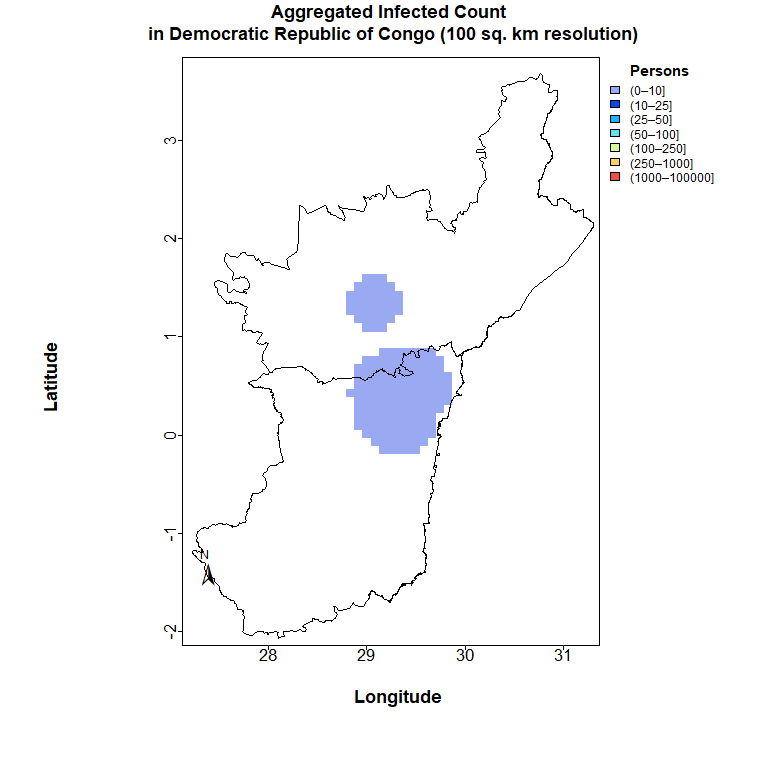 Aggregated Infected Count
in Democratic Republic of Congo (100 sq. km resolution)
Persons
(0–10]
(10–25]
(25–50]
(50–100]
(100–250]
(250–1000]
(1000–100000]
3
2
1
0
-1
-2
Latitude
N
28
29
30
31
Longitude